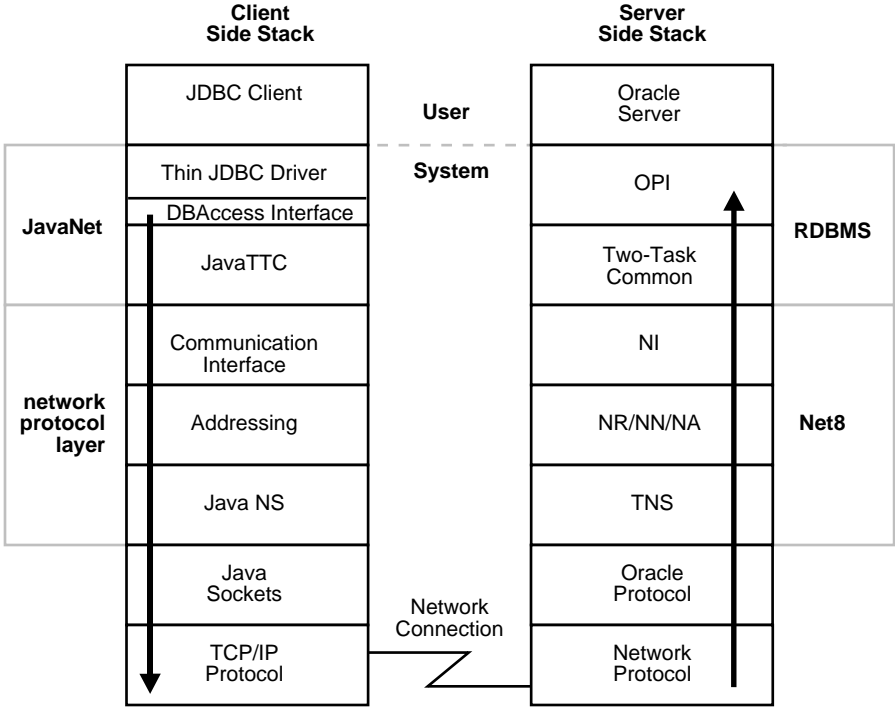 Client
Side Stack
Server
Side Stack
JDBC Client
User
Oracle
Server
System
JavaNet
Thin JDBC Driver
DBAccess Interface
JavaTTC
OPI
Two-Task
Common
RDBMS
network
protocol
layer
Communication
Interface
Addressing
Java NS
NI
NR/NN/NA
TNS
Net8
Java
Sockets
Oracle
Protocol
Network
Connection
TCP/IP
Protocol
Network
Protocol